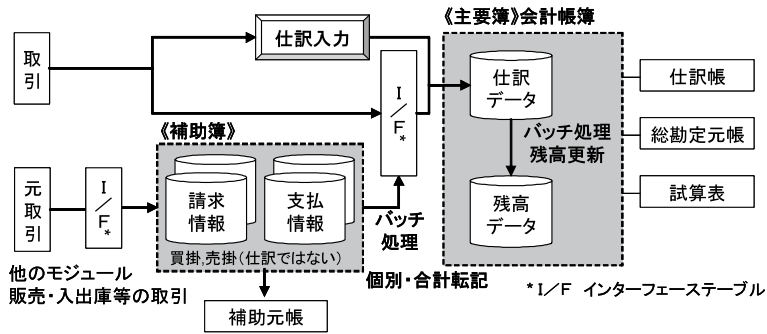 《主要簿》会計帳簿
取引
仕訳入力
I/F*
仕訳
データ
バッチ処理
残高更新
残高
データ
仕訳帳
総勘定元帳
試算表
《補助簿》
元取引
I/F*
請求
情報
支払
情報
買掛,売掛(仕訳ではない)
バッチ
処理
個別・合計転記
他のモジュール
販売・入出庫等の取引
補助元帳
*I/F インターフェーステーブル